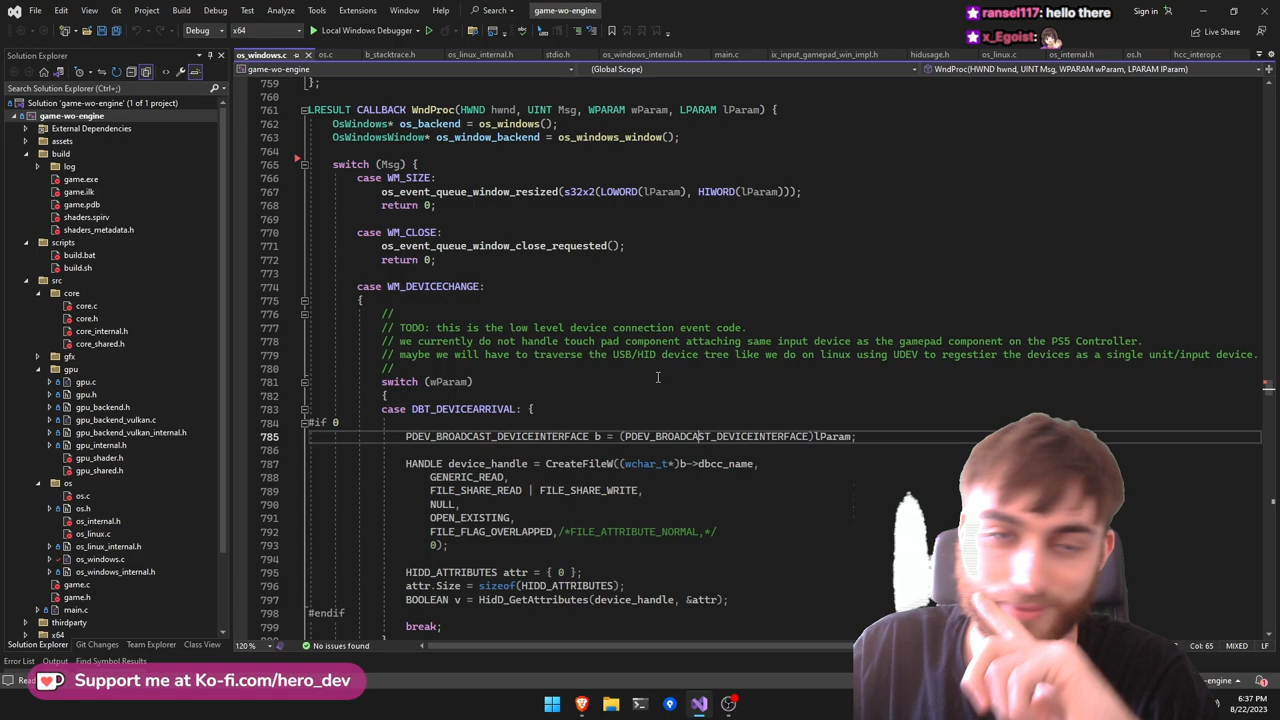 File Edit View Git Project Build Debug Test Analyze Tools Extensions Window Help Search game-wo-engine Sign in
ransel117: hello there
x_Egoist:
Debug x64 Local Windows Debugger Live Share
Solution Explorer
os_windows.c os.c b_stacktrace.c os_linux_internal.h stdio.h os_windows_internal.h main.c ix_input_gamepad_win_impl.h hidusage.h os_linux.c os_internal.h os.h hcc_interop.c
game-wo-engine (Global Scope) WndProc(HWND hwnd, UINT Msg, WPARAM wParam, LPARAM lParam)
Search Solution Explorer (Ctrl+;)
Solution 'game-wo-engine' (1 of 1 project)
game-wo-engine
External Dependencies
assets
build
log
game.exe
game.ilk
game.pdb
shaders.spirv
shaders_metadata.h
scripts
build.bat
build.sh
src
core
core.c
core.h
core_internal.h
core_shared.h
gfx
gpu
gpu.c
gpu.h
gpu_backend.h
gpu_backend_vulkan.c
gpu_backend_vulkan_internal.h
gpu_shader.h
gpu_shared.h
os
os.c
os.h
os_internal.h
os_linux.c
os_linux_internal.h
os_windows.c
os_windows_internal.h
game.c
game.h
main.c
thirdparty
x64
759 };
760
761 LRESULT CALLBACK WndProc(HWND hwnd, UINT Msg, WPARAM wParam, LPARAM lParam) {
762 OsWindows* os_backend = os_windows();
763 OsWindowsWindow* os_window_backend = os_windows_window();
764
765 switch (Msg) {
766 case WM_SIZE:
767 os_event_queue_window_resized(s32x2(LOWORD(lParam), HIWORD(lParam)));
768 return 0;
769
770 case WM_CLOSE:
771 os_event_queue_window_close_requested();
772 return 0;
773
774 case WM_DEVICECHANGE:
775 {
776 //
777 // TODO: this is the low level device connection event code.
778 // we currently do not handle touch pad component attaching same input device as the gamepad component on the PS5 Controller.
779 // maybe we will have to traverse the USB/HID device tree like we do on linux using UDEV to regestier the devices as a single unit/input device.
780 //
781 switch (wParam)
782 {
783 case DBT_DEVICEARRIVAL: {
784 #if 0
785 PDEV_BROADCAST_DEVICEINTERFACE b = (PDEV_BROADCAST_DEVICEINTERFACE)lParam;
786
787 HANDLE device_handle = CreateFileW((wchar_t*)b->dbcc_name,
788 GENERIC_READ,
789 FILE_SHARE_READ | FILE_SHARE_WRITE,
790 NULL,
791 OPEN_EXISTING,
792 FILE_FLAG_OVERLAPPED,/*FILE_ATTRIBUTE_NORMAL,*/
793 0);
794
795 HIDD_ATTRIBUTES attr = { 0 };
796 attr.Size = sizeof(HIDD_ATTRIBUTES);
797 BOOLEAN v = HidD_GetAttributes(device_handle, &attr);
798 #endif
799 break;
Solution Explorer Git Changes Team Explorer Class View
120 % No issues found Col: 65 MIXED LF
Error List Find Symbol Results
Support me at Ko-fi.com/hero_dev
6:37 PM
8/22/2023